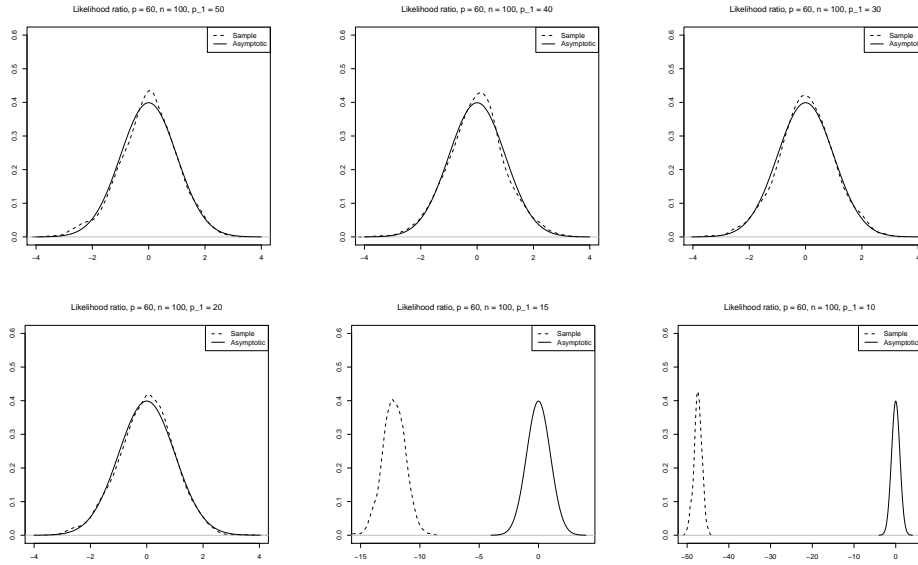 Likelihood ratio, p = 60, n = 100, p_1 = 50
Sample
Asymptotic
0.6
0.5
0.4
0.3
0.2
0.1
0.0
−4 −2 0 2 4
Likelihood ratio, p = 60, n = 100, p_1 = 40
Sample
Asymptotic
0.6
0.5
0.4
0.3
0.2
0.1
0.0
−4 −2 0 2 4
Likelihood ratio, p = 60, n = 100, p_1 = 30
Sample
Asymptotic
0.6
0.5
0.4
0.3
0.2
0.1
0.0
−4 −2 0 2 4
Likelihood ratio, p = 60, n = 100, p_1 = 20
Sample
Asymptotic
0.6
0.5
0.4
0.3
0.2
0.1
0.0
−4 −2 0 2 4
Likelihood ratio, p = 60, n = 100, p_1 = 15
Sample
Asymptotic
0.6
0.5
0.4
0.3
0.2
0.1
0.0
−15 −10 −5 0
Likelihood ratio, p = 60, n = 100, p_1 = 10
Sample
Asymptotic
0.6
0.5
0.4
0.3
0.2
0.1
0.0
−50 −40 −30 −20 −10 0